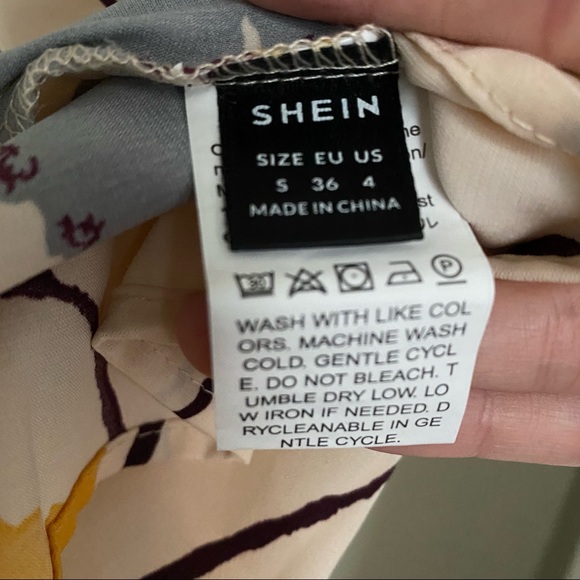 SHEIN
SIZE EU US
S 36 4
MADE IN CHINA
WASH WITH LIKE COL
ORS. MACHINE WASH
COLD. GENTLE CYCL
E. DO NOT BLEACH. T
UMBLE DRY LOW. LO
W IRON IF NEEDED. D
RYCLEANABLE IN GE
NTLE CYCLE.